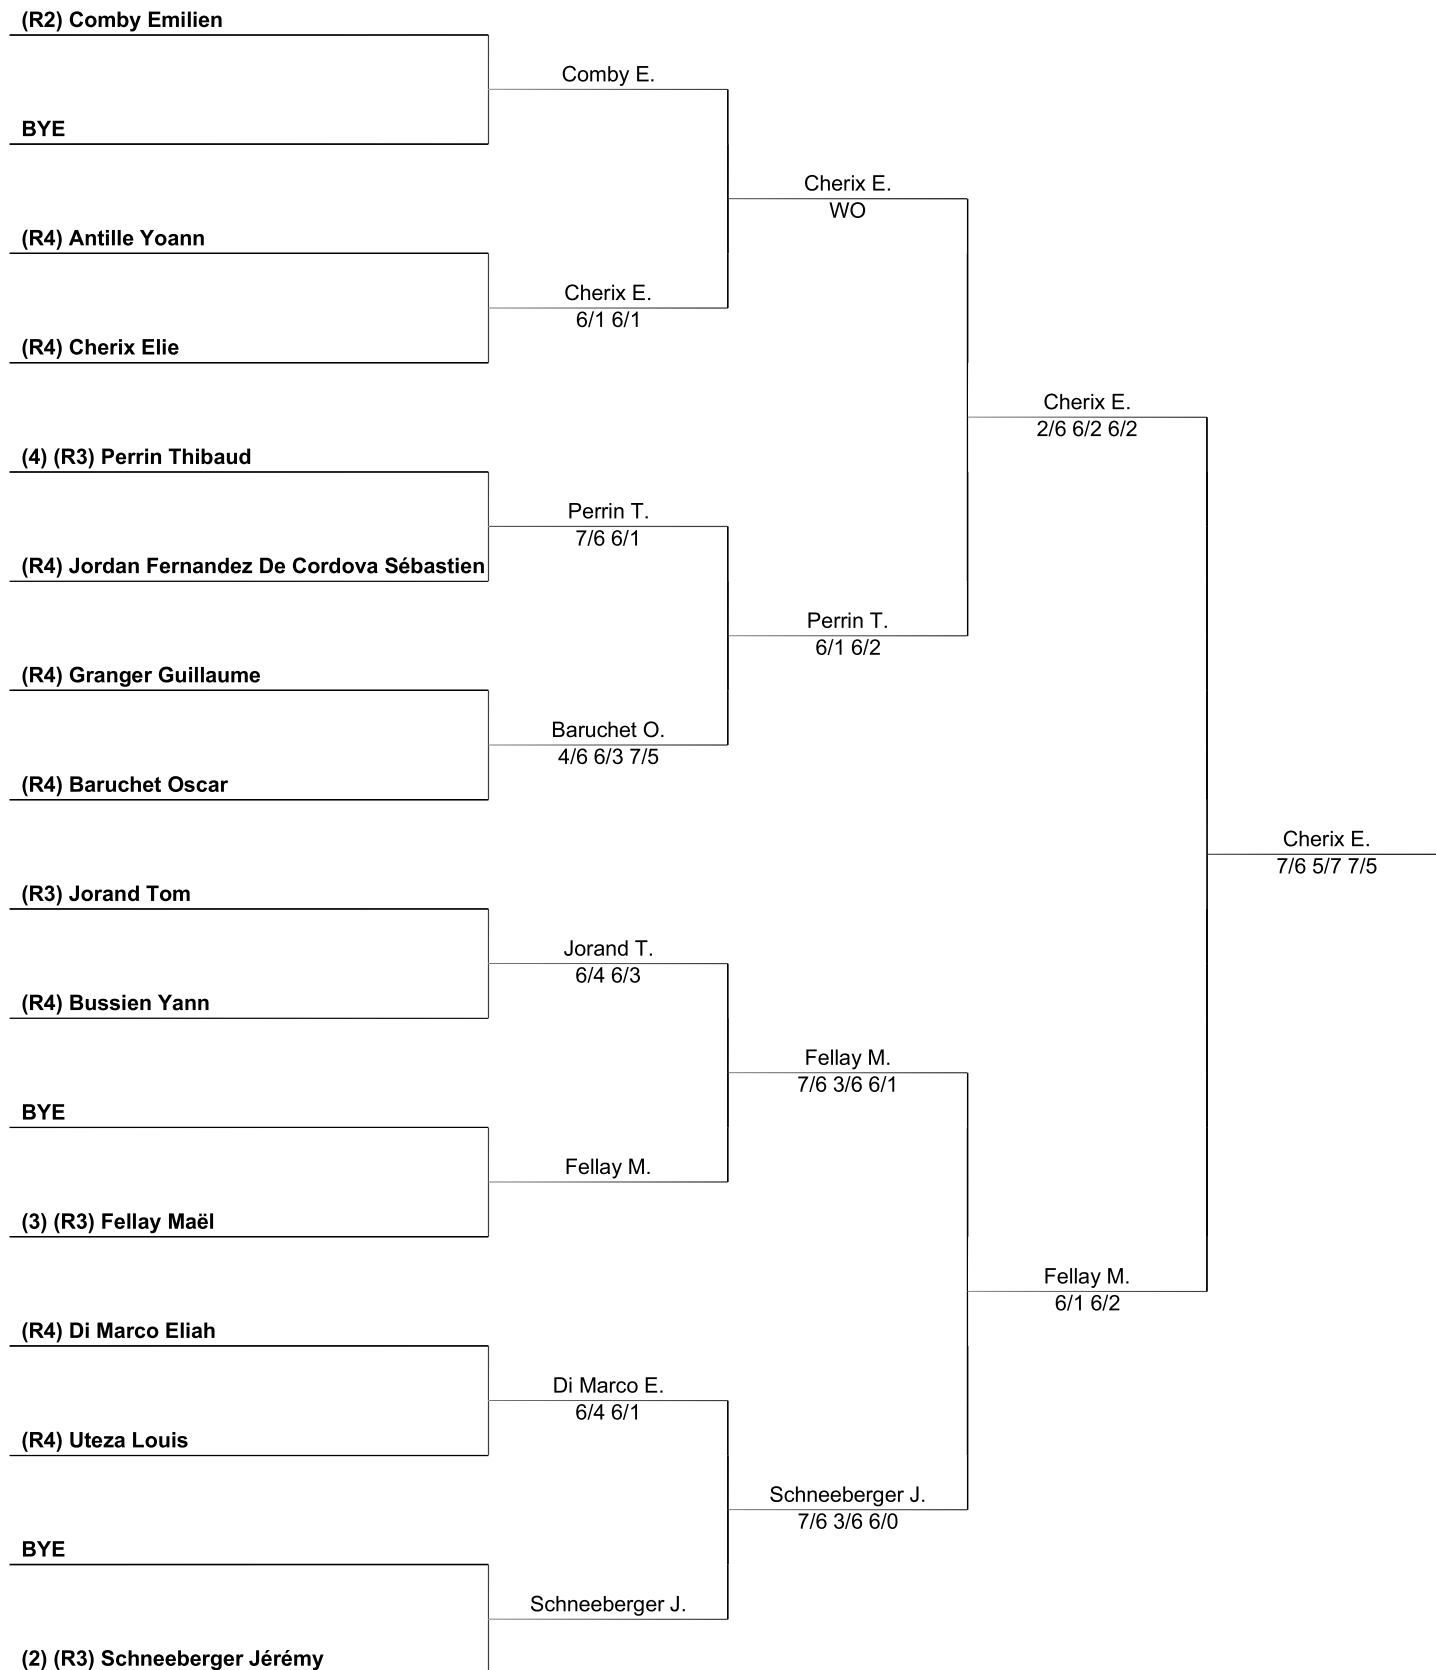 (R2) Comby Emilien
Comby E.
BYE
Cherix E.
WO
(R4) Antille Yoann
Cherix E.
6/1 6/1
(R4) Cherix Elie
Cherix E.
2/6 6/2 6/2
(4) (R3) Perrin Thibaud
Perrin T.
7/6 6/1
(R4) Jordan Fernandez De Cordova Sébastien
Perrin T.
6/1 6/2
(R4) Granger Guillaume
Baruchet O.
4/6 6/3 7/5
(R4) Baruchet Oscar
Cherix E.
7/6 5/7 7/5
(R3) Jorand Tom
Jorand T.
6/4 6/3
(R4) Bussien Yann
Fellay M.
7/6 3/6 6/1
BYE
Fellay M.
(3) (R3) Fellay Maël
Fellay M.
6/1 6/2
(R4) Di Marco Eliah
Di Marco E.
6/4 6/1
(R4) Uteza Louis
Schneeberger J.
7/6 3/6 6/0
BYE
Schneeberger J.
(2) (R3) Schneeberger Jérémy